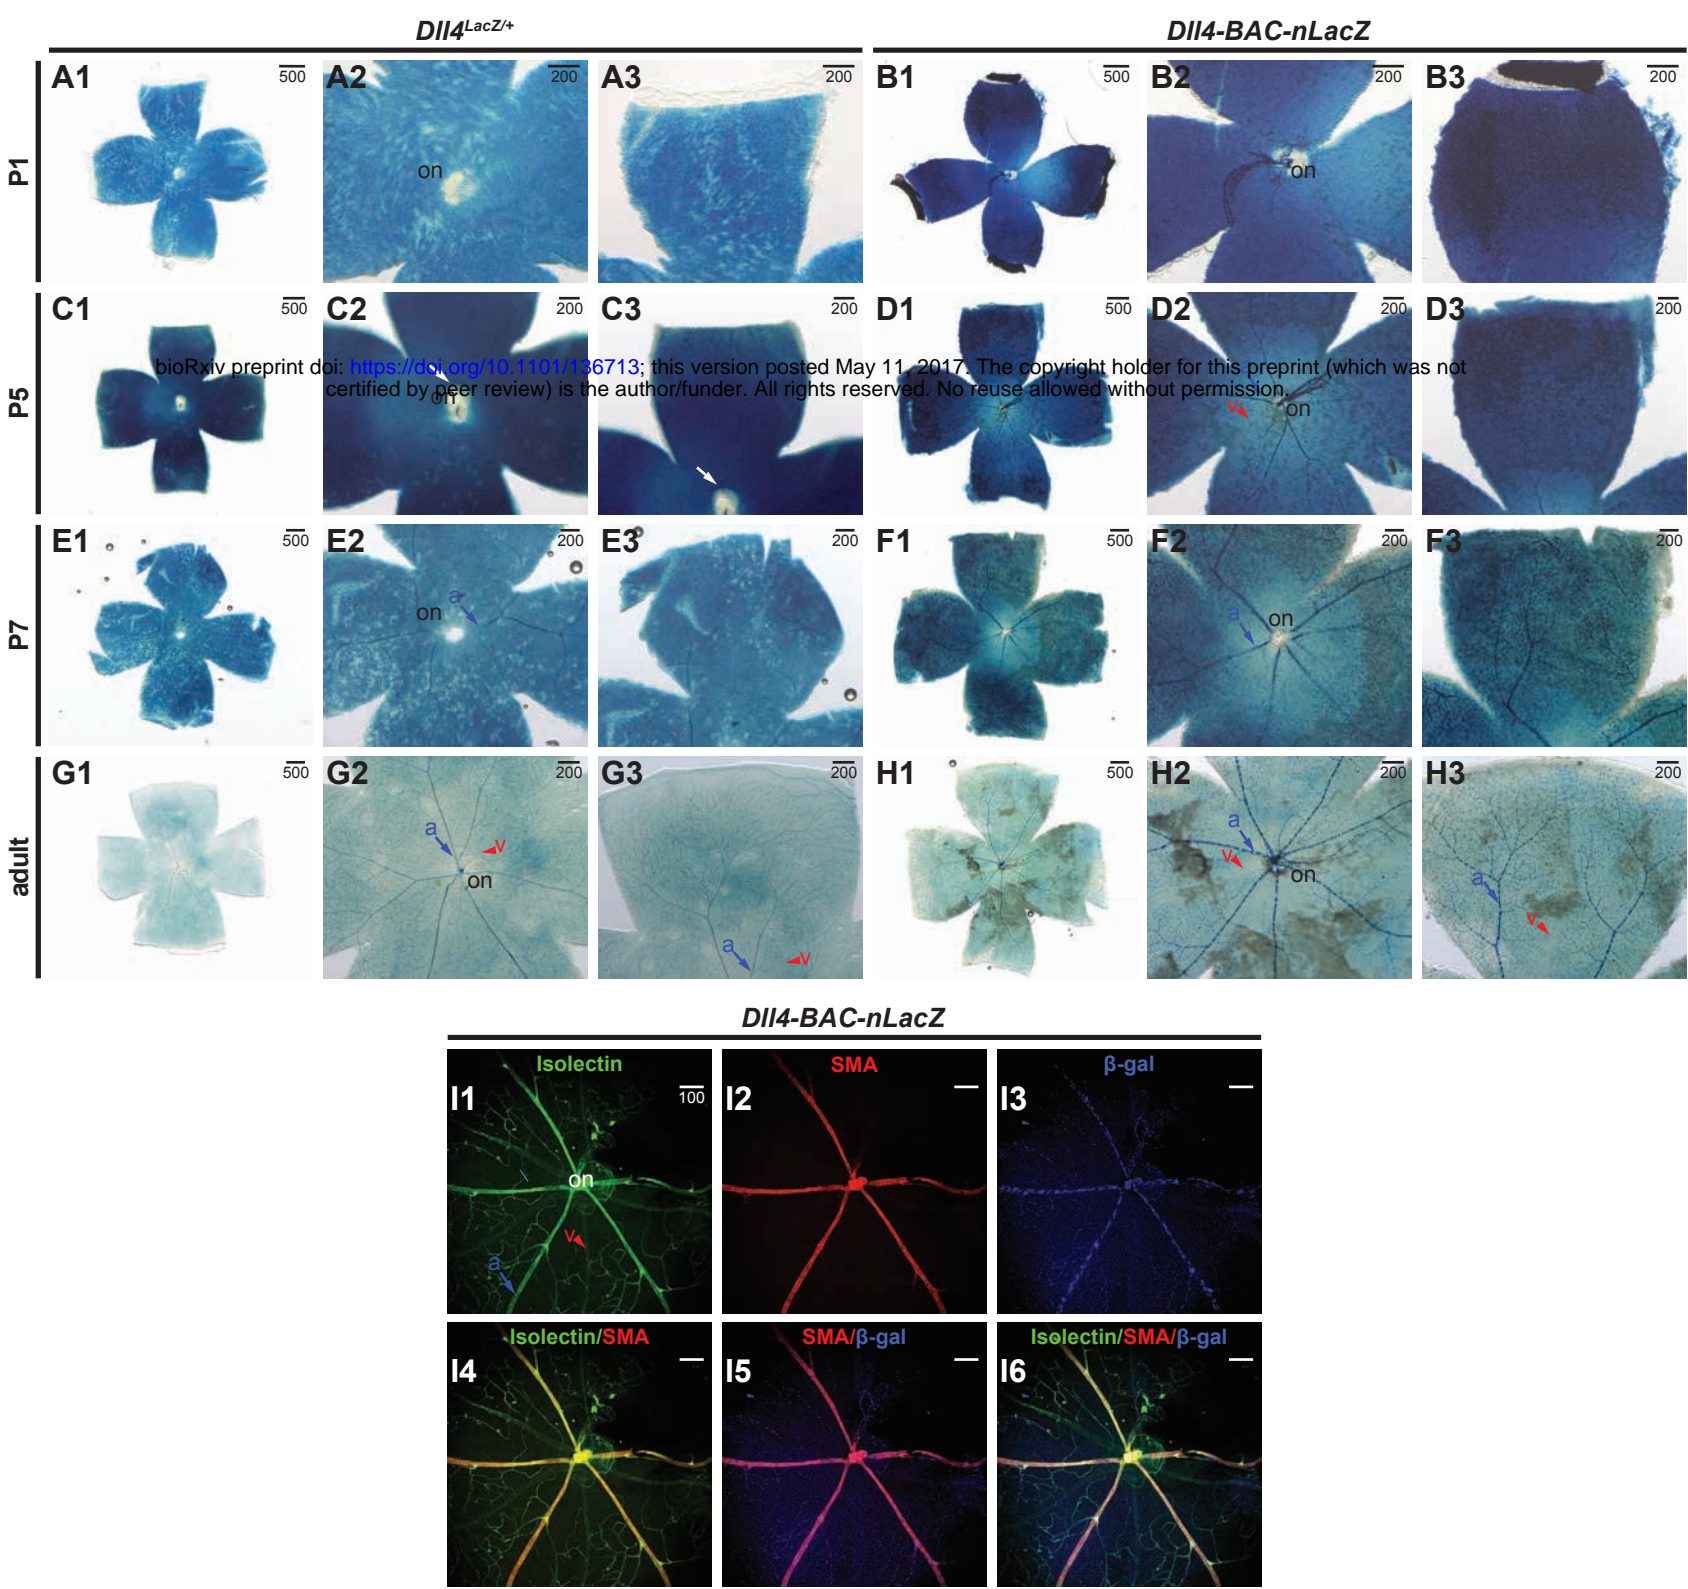 Dll4LacZ/+ Dll4-BAC-nLacZ
P1
A1 500 A2 200 A3 200 B1 500 B2 200 B3 200
on on
P5
C1 500 C2 200 C3 200 D1 500 D2 200 D3 200
bioRxiv preprint doi: https://doi.org/10.1101/136713; this version posted May 11, 2017. The copyright holder for this preprint (which was not
certified by peer review) is the author/funder. All rights reserved. No reuse allowed without permission.
on v on
P7
E1 500 E2 200 E3 200 F1 500 F2 200 F3 200
a on a on
adult
G1 500 G2 200 G3 200 H1 500 H2 200 H3 200
a v on a v a v on a v
Dll4-BAC-nLacZ
Isolectin SMA β-gal
I1 100 I2 I3
on
v
a
Isolectin/SMA SMA/β-gal Isolectin/SMA/β-gal
I4 I5 I6